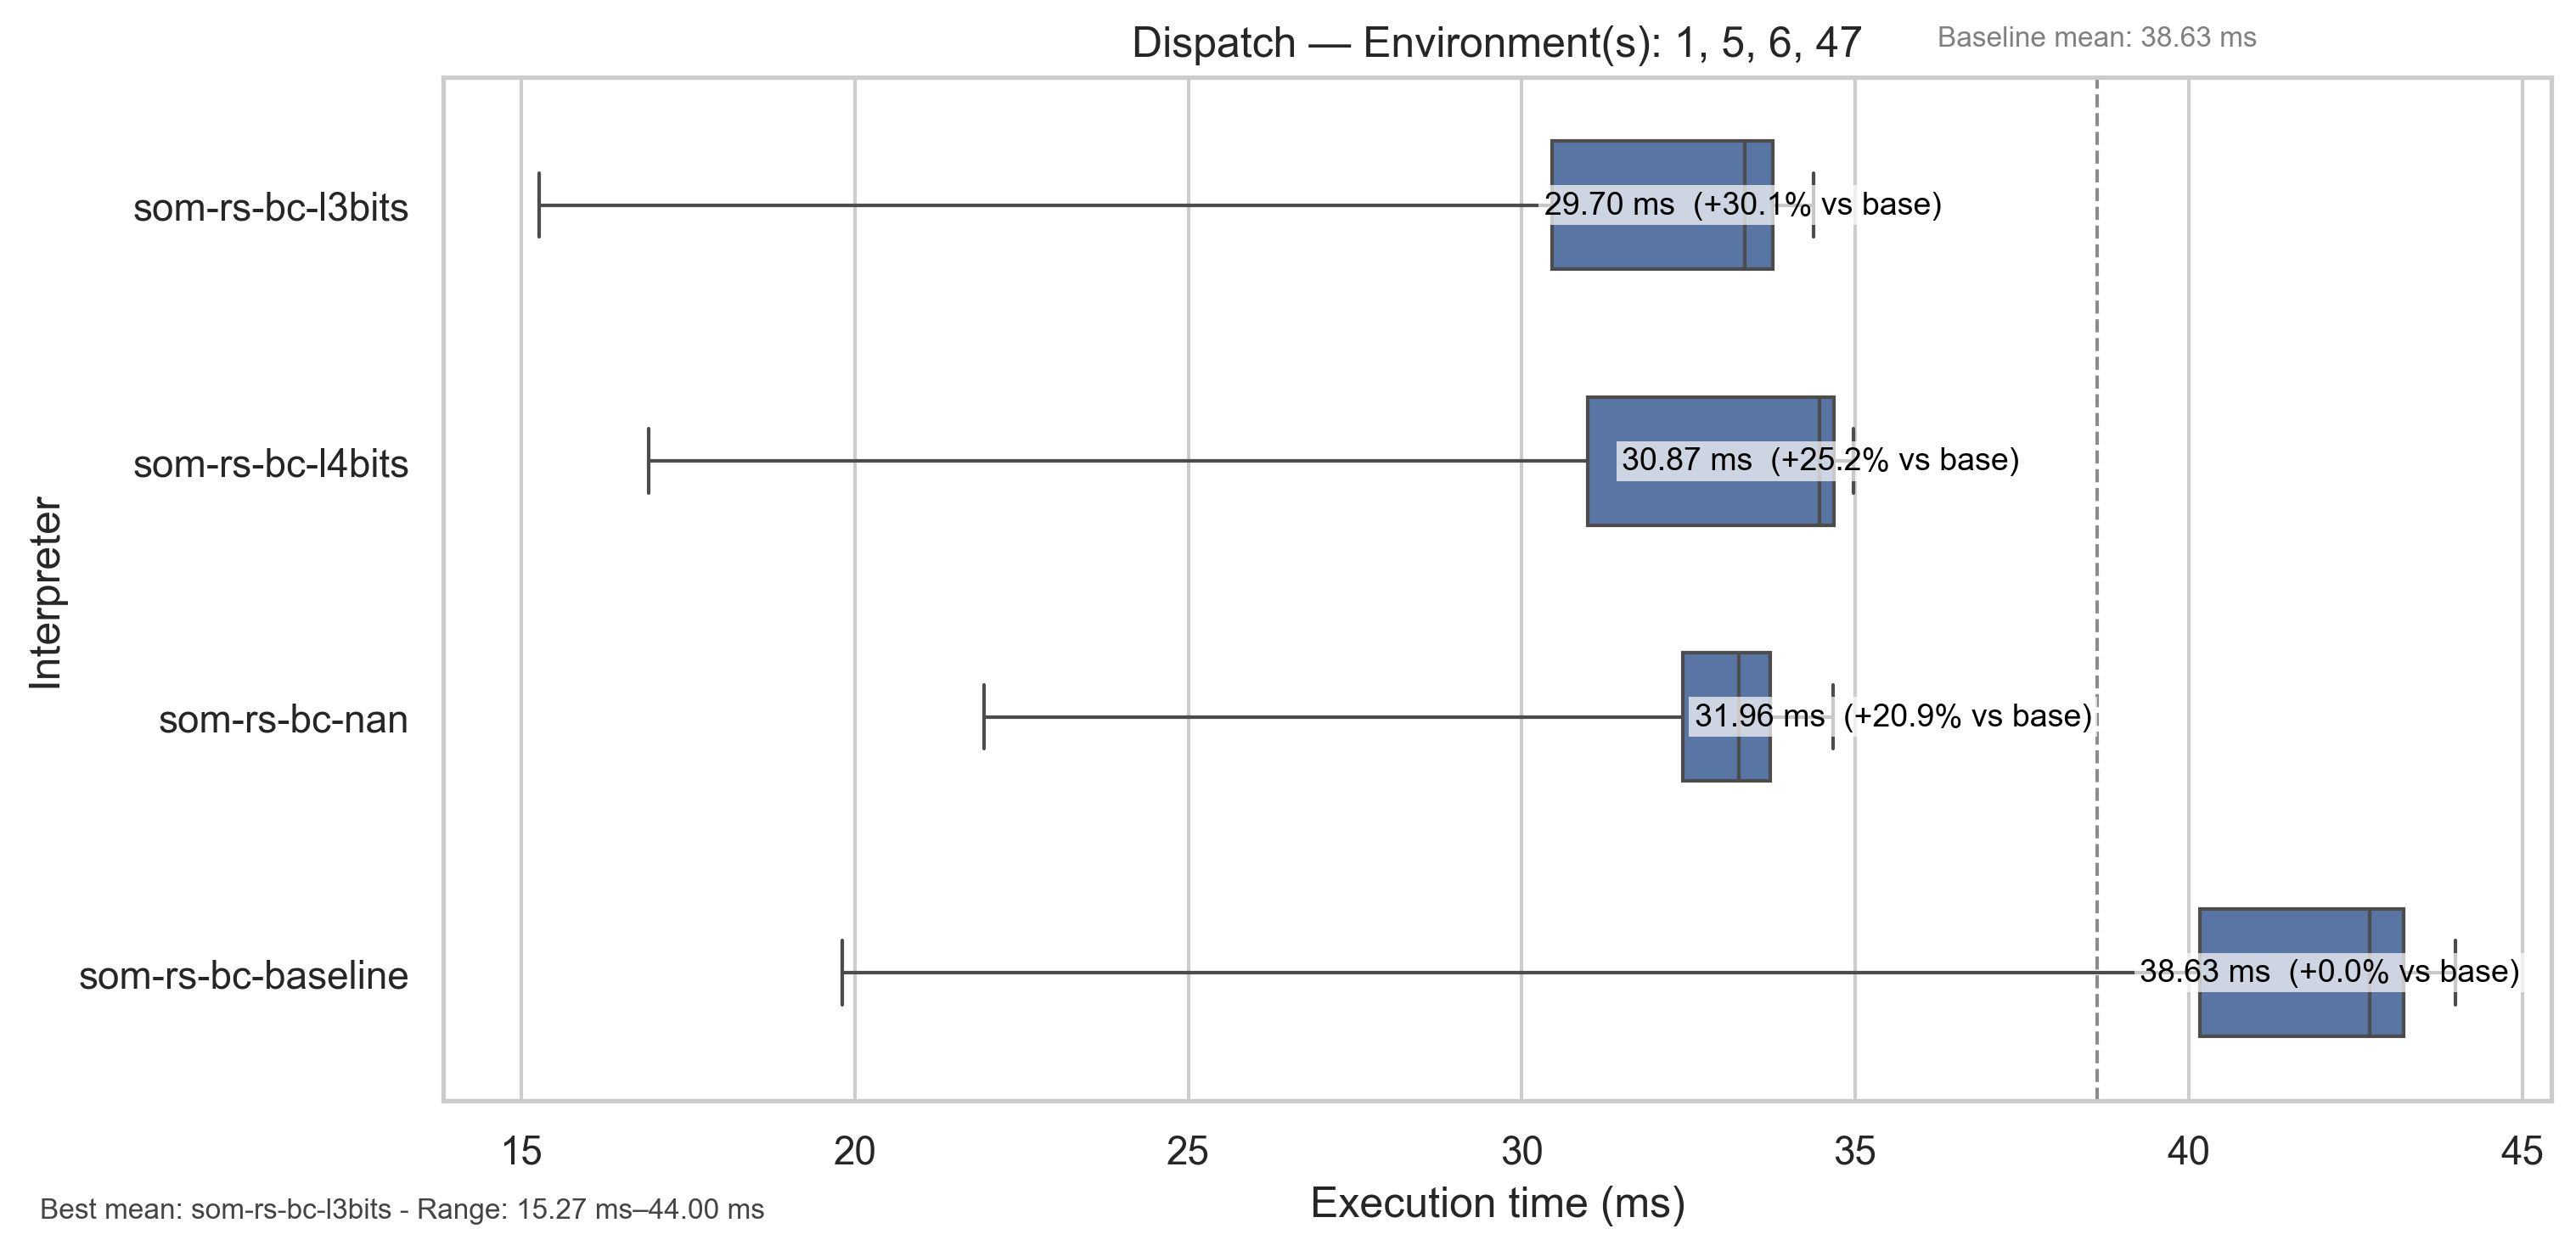 Dispatch — Environment(s): 1, 5, 6, 47
Baseline mean: 38.63 ms
Interpreter
som-rs-bc-l3bits
29.70 ms (+30.1% vs base)
som-rs-bc-l4bits
30.87 ms (+25.2% vs base)
som-rs-bc-nan
31.96 ms (+20.9% vs base)
som-rs-bc-baseline
38.63 ms (+0.0% vs base)
15 20 25 30 35 40 45
Execution time (ms)
Best mean: som-rs-bc-l3bits - Range: 15.27 ms–44.00 ms